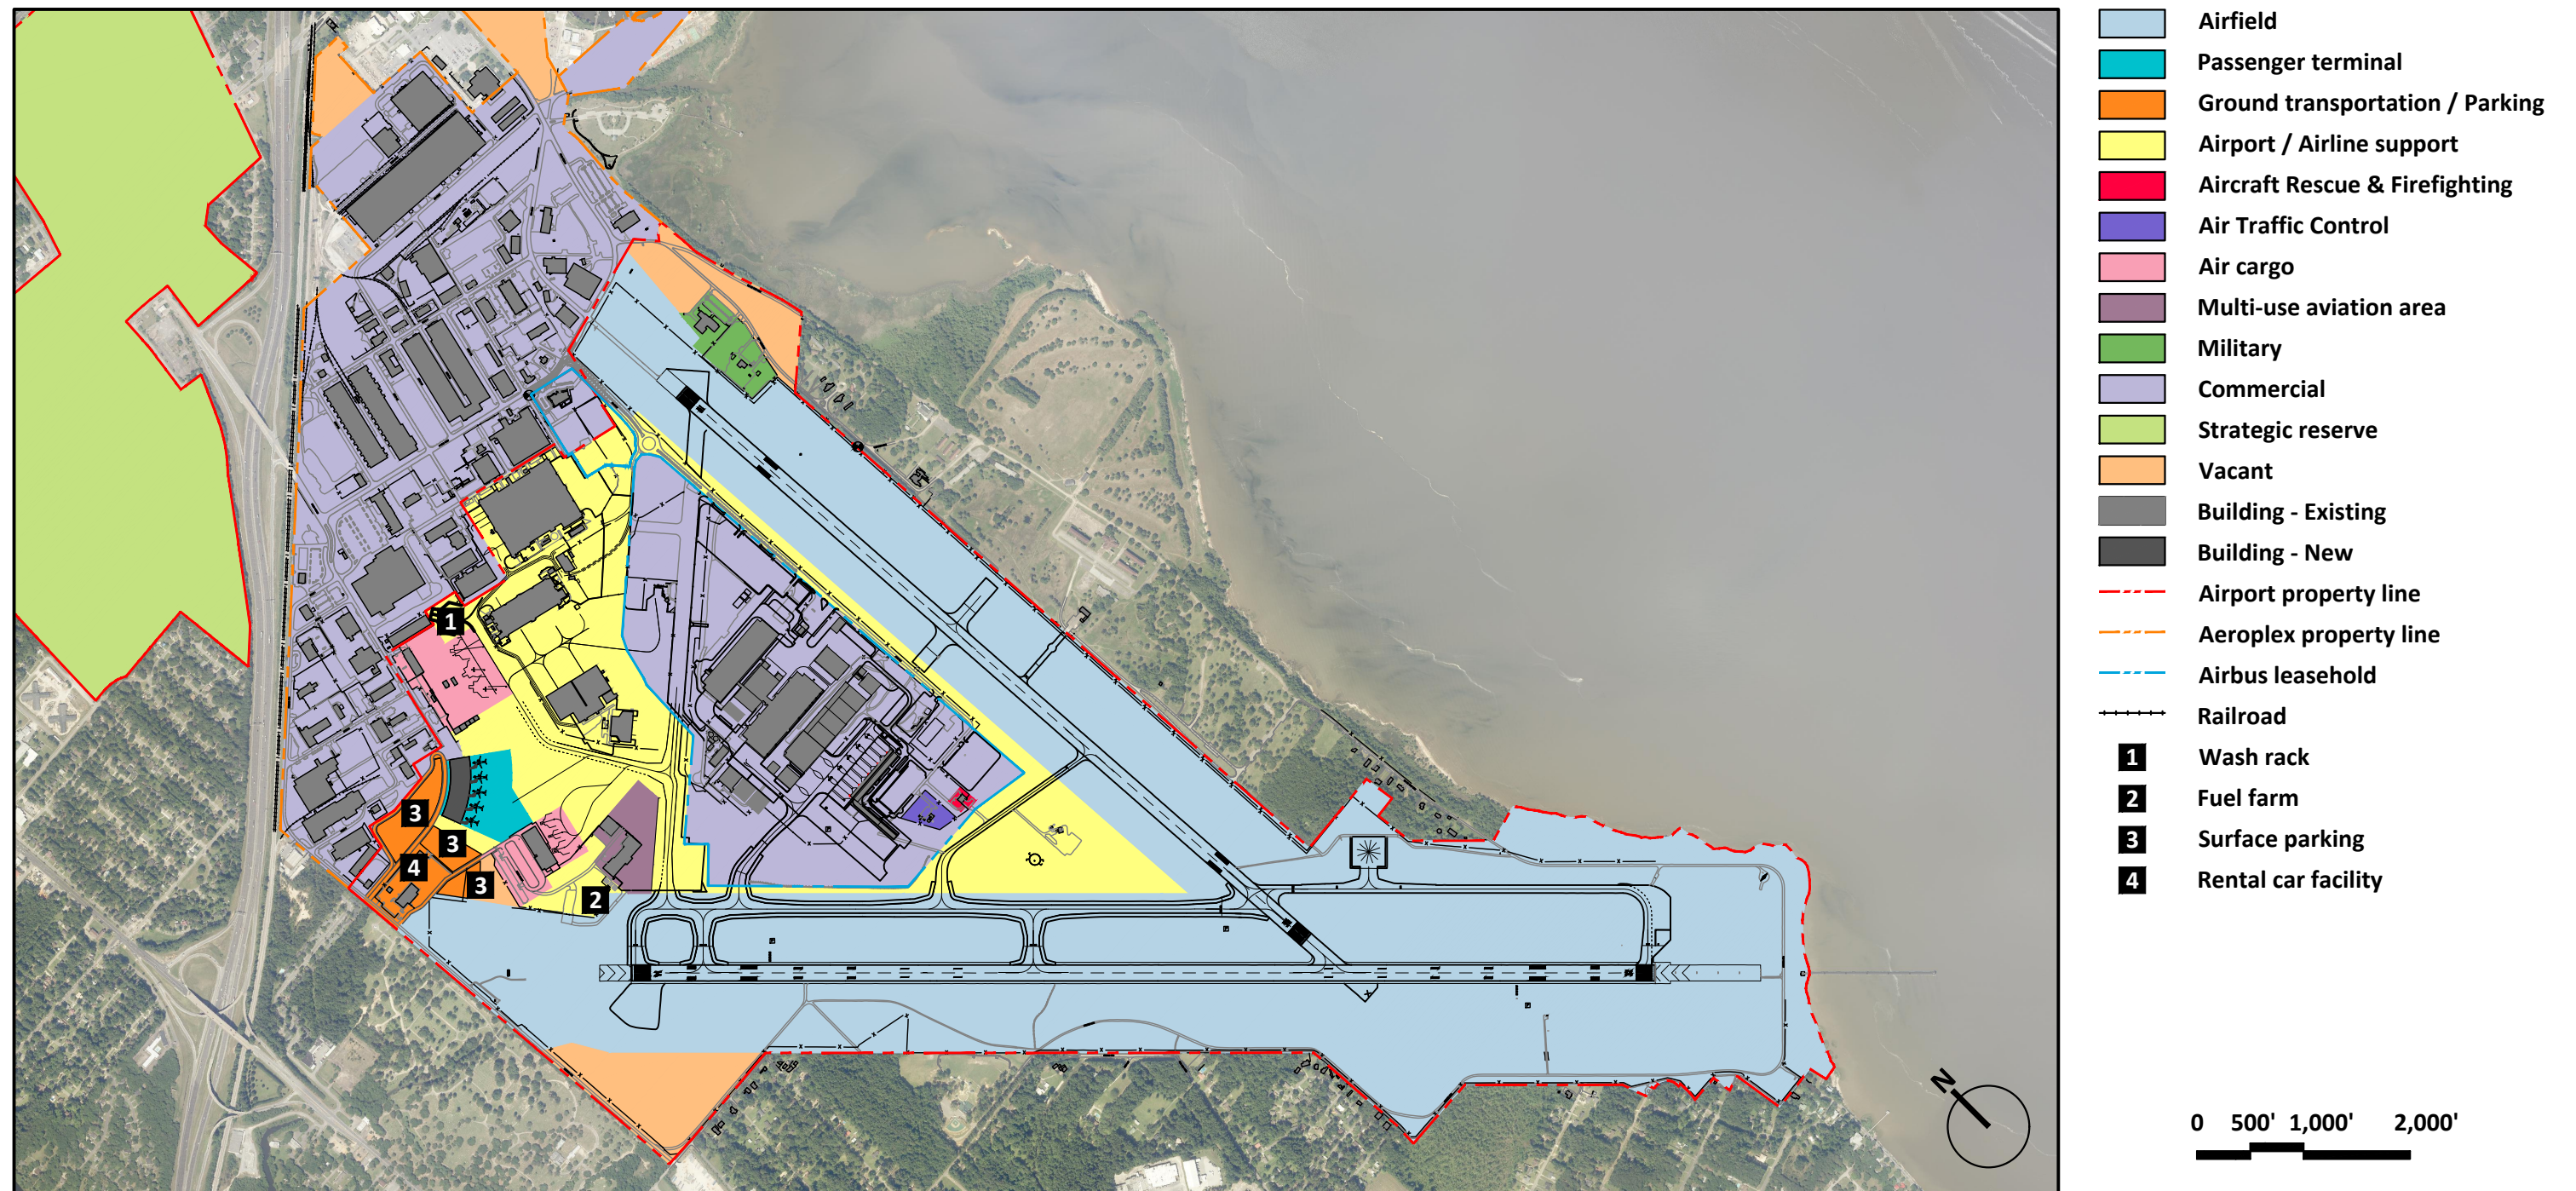 Airfield
Passenger terminal
Ground transportation / Parking
Airport / Airline support
Aircraft Rescue & Firefighting
Air Traffic Control
Air cargo
Multi-use aviation area
Military
Commercial
Strategic reserve
Vacant
Building - Existing
Building - New
Airport property line
Aeroplex property line
Airbus leasehold
Railroad
1 Wash rack
2 Fuel farm
3 Surface parking
4 Rental car facility
1
3
3
4
3
2
N
0 500' 1,000' 2,000'